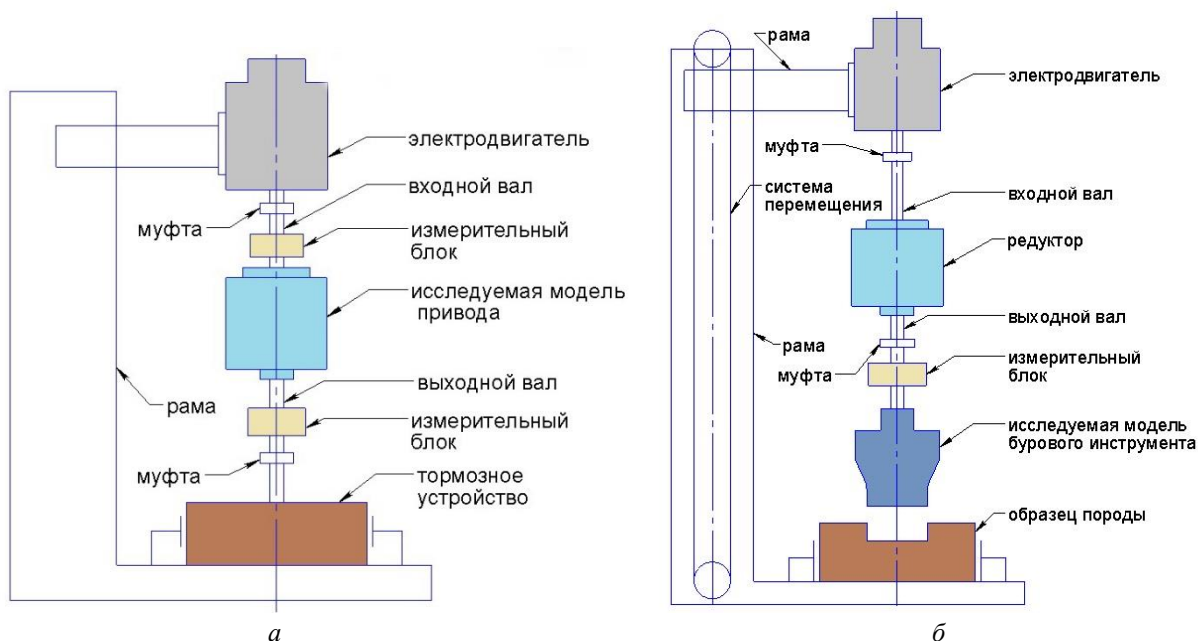 электродвигатель
входной вал
муфта
измерительный
блок
исследуемая модель
привода
выходной вал
рама
измерительный
блок
муфта
тормозное
устройство
а
рама
электродвигатель
муфта
система
перемещения
входной вал
редуктор
выходной вал
рама
муфта
измерительный
блок
исследуемая модель
бурового инструмента
образец породы
б